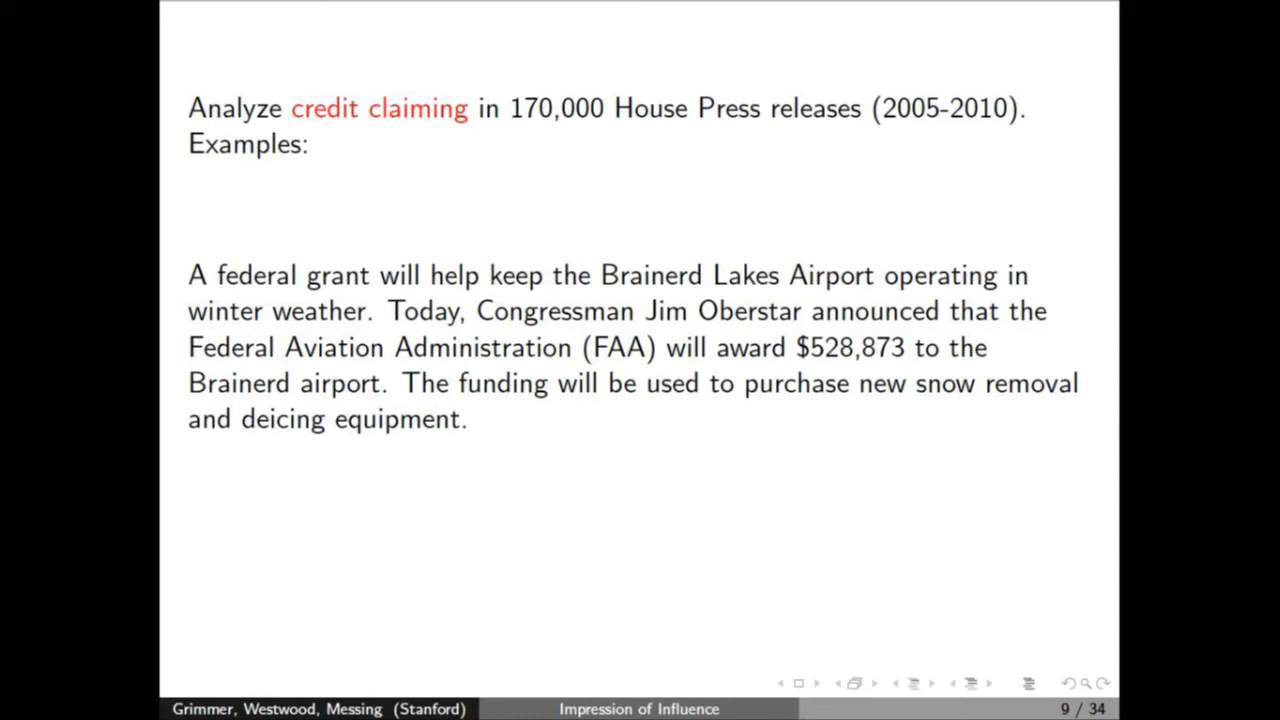 Analyze credit claiming in 170,000 House Press releases (2005-2010).
Examples:
A federal grant will help keep the Brainerd Lakes Airport operating in
winter weather. Today, Congressman Jim Oberstar announced that the
Federal Aviation Administration (FAA) will award $528,873 to the
Brainerd airport. The funding will be used to purchase new snow removal
and deicing equipment.
Grimmer, Westwood, Messing (Stanford) Impression of Influence 9 / 34